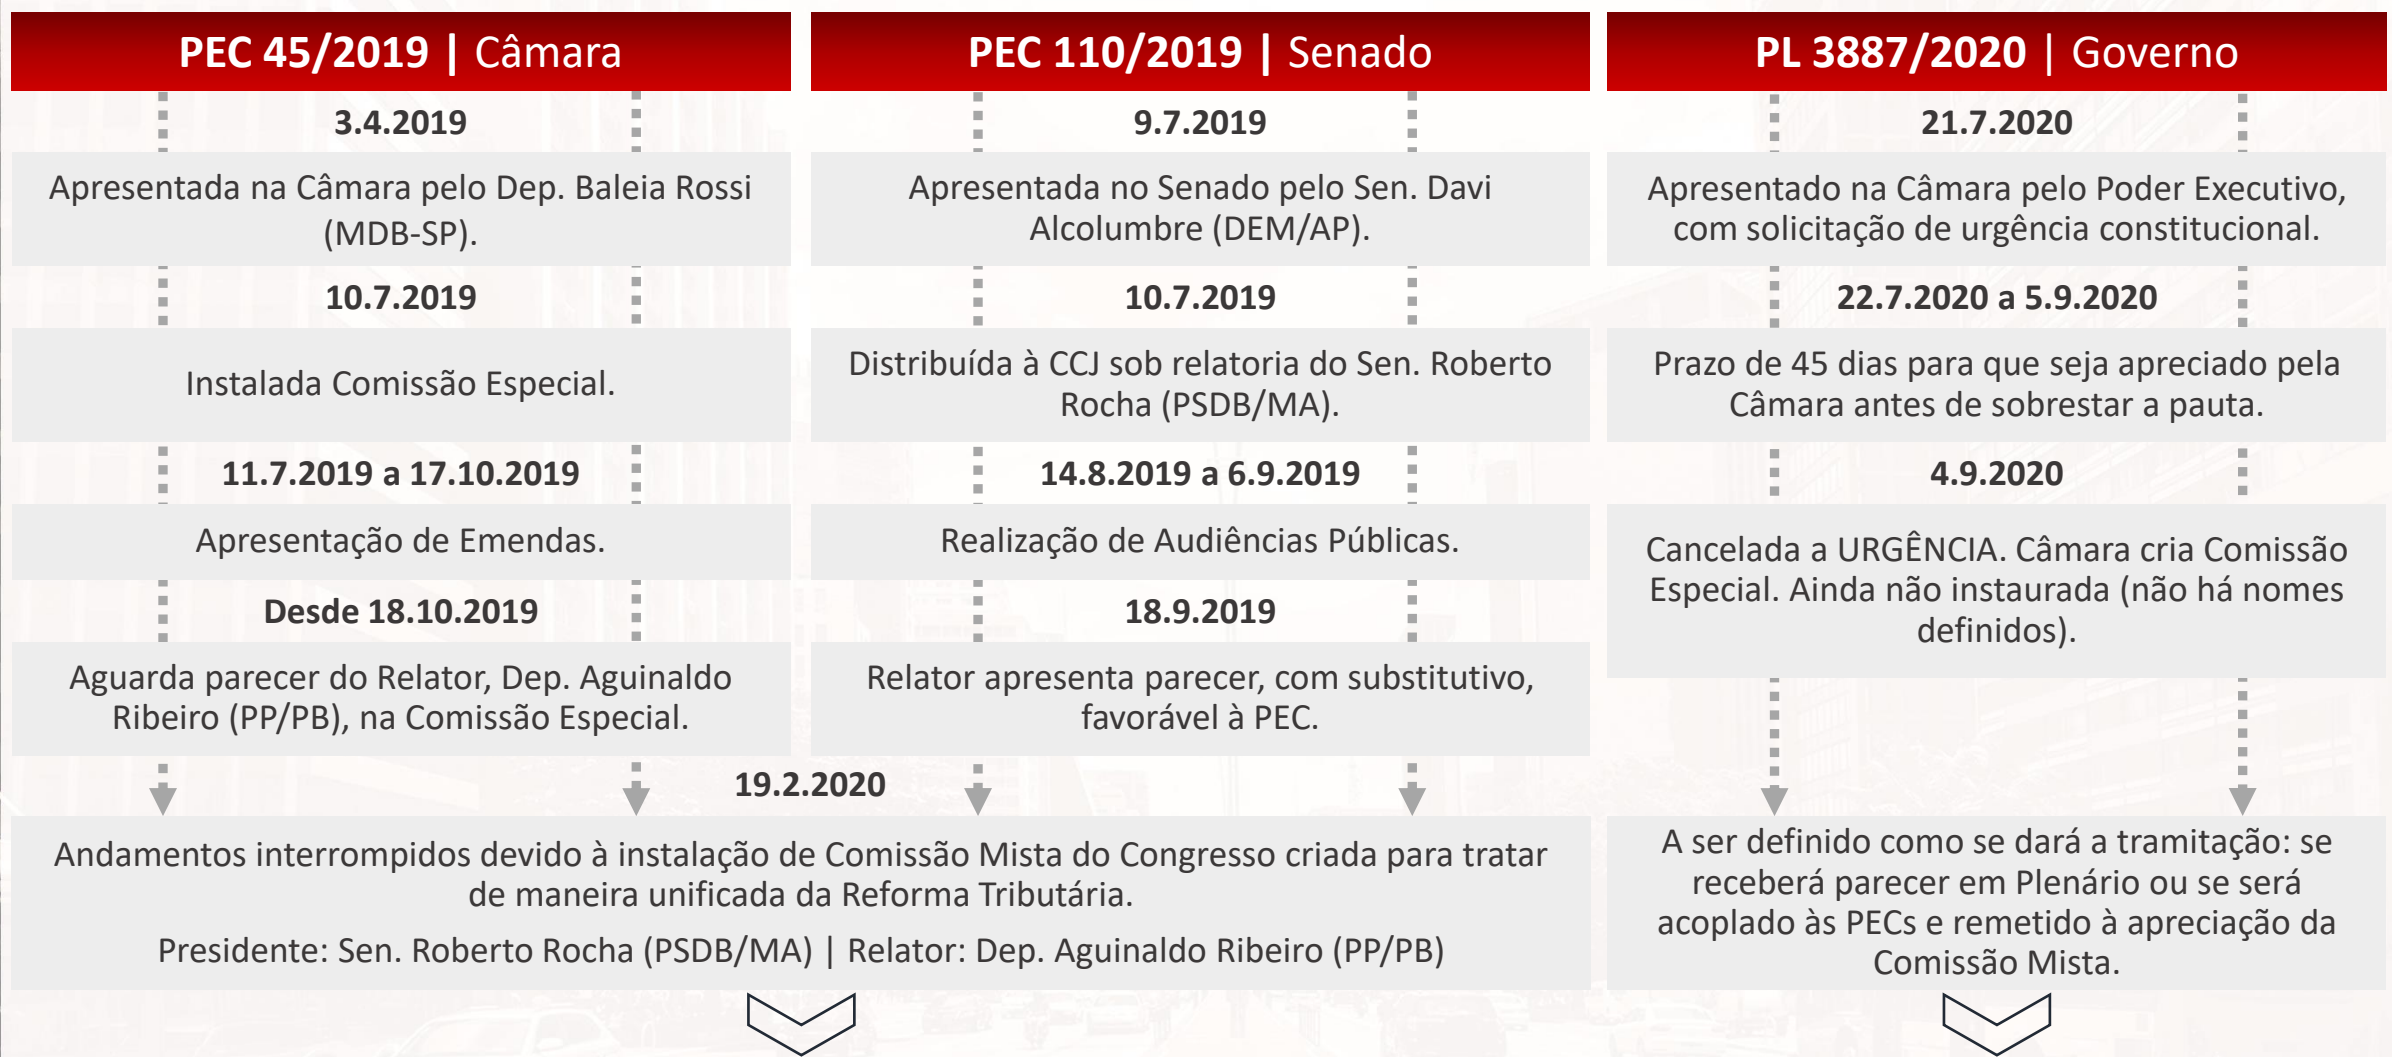 PEC 45/2019 | Câmara
3.4.2019
Apresentada na Câmara pelo Dep. Baleia Rossi
(MDB-SP).
10.7.2019
Instalada Comissão Especial.
11.7.2019 a 17.10.2019
Apresentação de Emendas.
Desde 18.10.2019
Aguarda parecer do Relator, Dep. Aguinaldo
Ribeiro (PP/PB), na Comissão Especial.
PEC 110/2019 | Senado
9.7.2019
Apresentada no Senado pelo Sen. Davi
Alcolumbre (DEM/AP).
10.7.2019
Distribuída à CCJ sob relatoria do Sen. Roberto
Rocha (PSDB/MA).
14.8.2019 a 6.9.2019
Realização de Audiências Públicas.
18.9.2019
Relator apresenta parecer, com substitutivo,
favorável à PEC.
19.2.2020
Andamentos interrompidos devido à instalação de Comissão Mista do Congresso criada para tratar
de maneira unificada da Reforma Tributária.
Presidente: Sen. Roberto Rocha (PSDB/MA) | Relator: Dep. Aguinaldo Ribeiro (PP/PB)
PL 3887/2020 | Governo
21.7.2020
Apresentado na Câmara pelo Poder Executivo,
com solicitação de urgência constitucional.
22.7.2020 a 5.9.2020
Prazo de 45 dias para que seja apreciado pela
Câmara antes de sobrestar a pauta.
4.9.2020
Cancelada a URGÊNCIA. Câmara cria Comissão
Especial. Ainda não instaurada (não há nomes
definidos).
A ser definido como se dará a tramitação: se
receberá parecer em Plenário ou se será
acoplado às PECs e remetido à apreciação da
Comissão Mista.